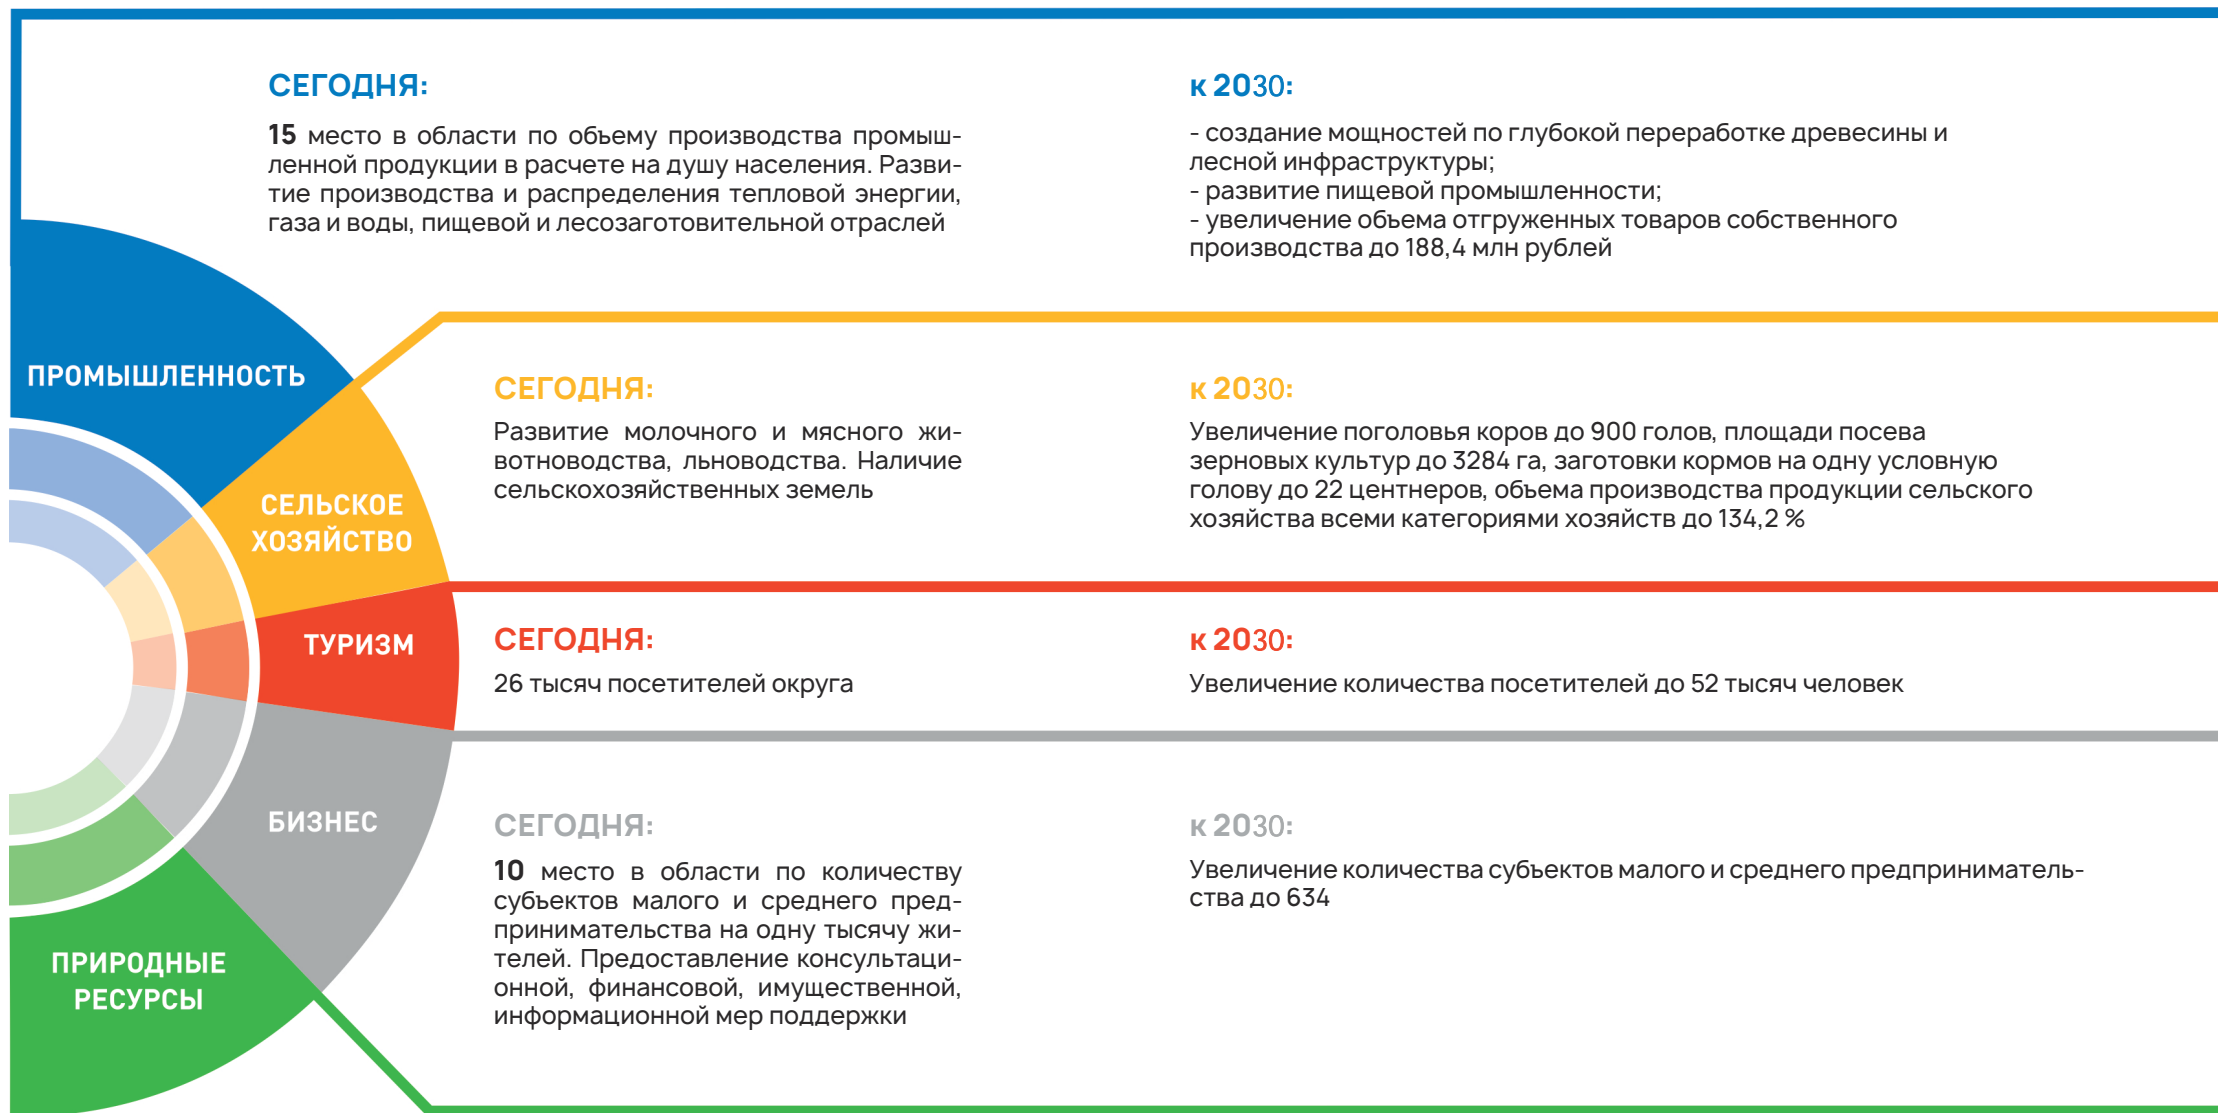 СЕГОДНЯ:
15 место в области по объему производства промыш-
ленной продукции в расчете на душу населения. Разви-
тие производства и распределения тепловой энергии,
газа и воды, пищевой и лесозаготовительной отраслей
к 2030:
- создание мощностей по глубокой переработке древесины и
лесной инфраструктуры;
- развитие пищевой промышленности;
- увеличение объема отгруженных товаров собственного
производства до 188,4 млн рублей
ПРОМЫШЛЕННОСТЬ
СЕГОДНЯ:
Развитие молочного и мясного жи-
вотноводства, льноводства. Наличие
сельскохозяйственных земель
к 2030:
Увеличение поголовья коров до 900 голов, площади посева
зерновых культур до 3284 га, заготовки кормов на одну условную
голову до 22 центнеров, объема производства продукции сельского
хозяйства всеми категориями хозяйств до 134,2 %
СЕЛЬСКОЕ
ХОЗЯЙСТВО
ТУРИЗМ
СЕГОДНЯ:
26 тысяч посетителей округа
к 2030:
Увеличение количества посетителей до 52 тысяч человек
БИЗНЕС
СЕГОДНЯ:
10 место в области по количеству
субъектов малого и среднего пред-
принимательства на одну тысячу жи-
телей. Предоставление консультаци-
онной, финансовой, имущественной,
информационной мер поддержки
к 2030:
Увеличение количества субъектов малого и среднего предприниматель-
ства до 634
ПРИРОДНЫЕ
РЕСУРСЫ